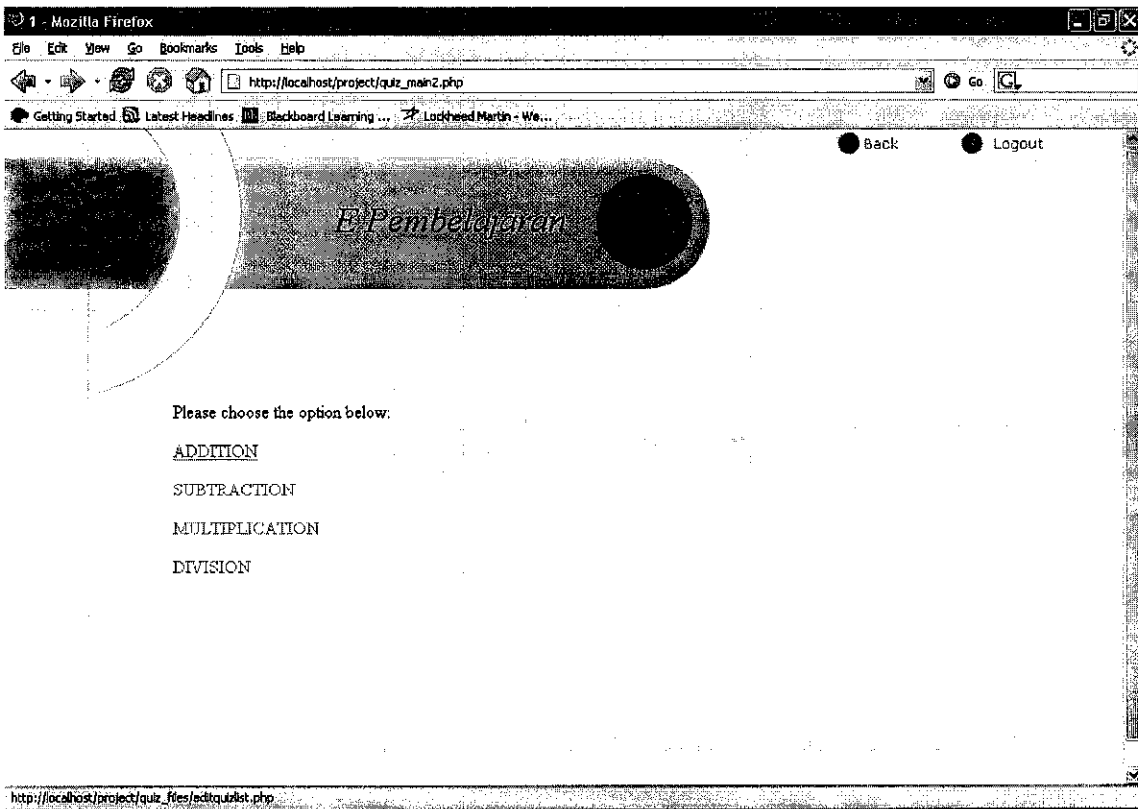 1 - Mozilla Firefox
File Edit View Go Bookmarks Tools Help
http://localhost/project/quiz_main2.php Go
Getting Started Latest Headlines Blackboard Learning ... Lockheed Martin - We...
Back Logout
E Pembelajaran
Please choose the option below:
ADDITION
SUBTRACTION
MULTIPLICATION
DIVISION
http://localhost/project/quiz_files/editquizlist.php